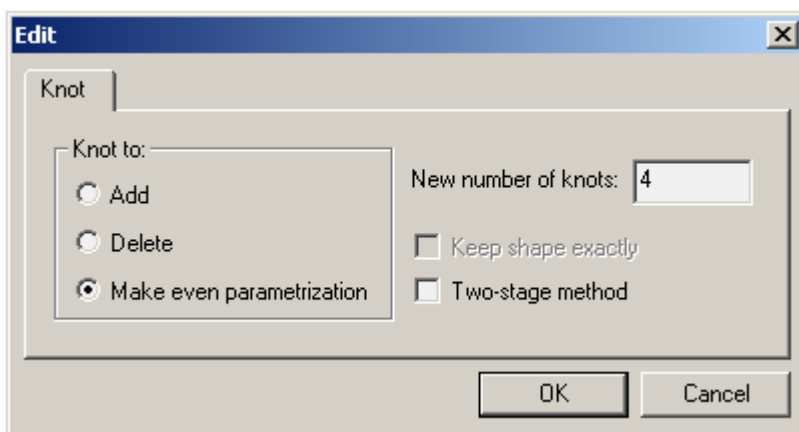 Edit
Knot
Knot to:
Add
Delete
Make even parametrization
New number of knots: 4
Keep shape exactly
Two-stage method
OK
Cancel